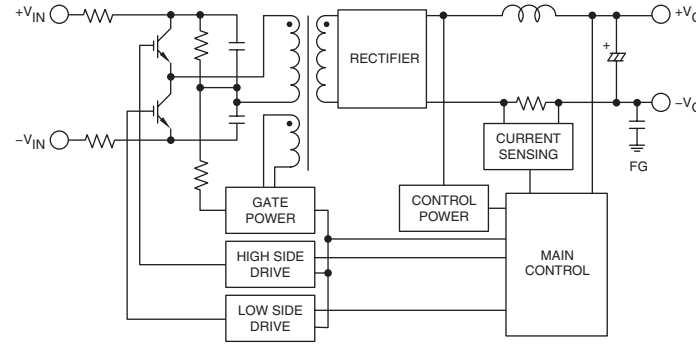 +VIN
+VO
RECTIFIER
−VIN
−VO
CURRENT
SENSING
FG
GATE
POWER
CONTROL
POWER
HIGH SIDE
DRIVE
MAIN
CONTROL
LOW SIDE
DRIVE
+